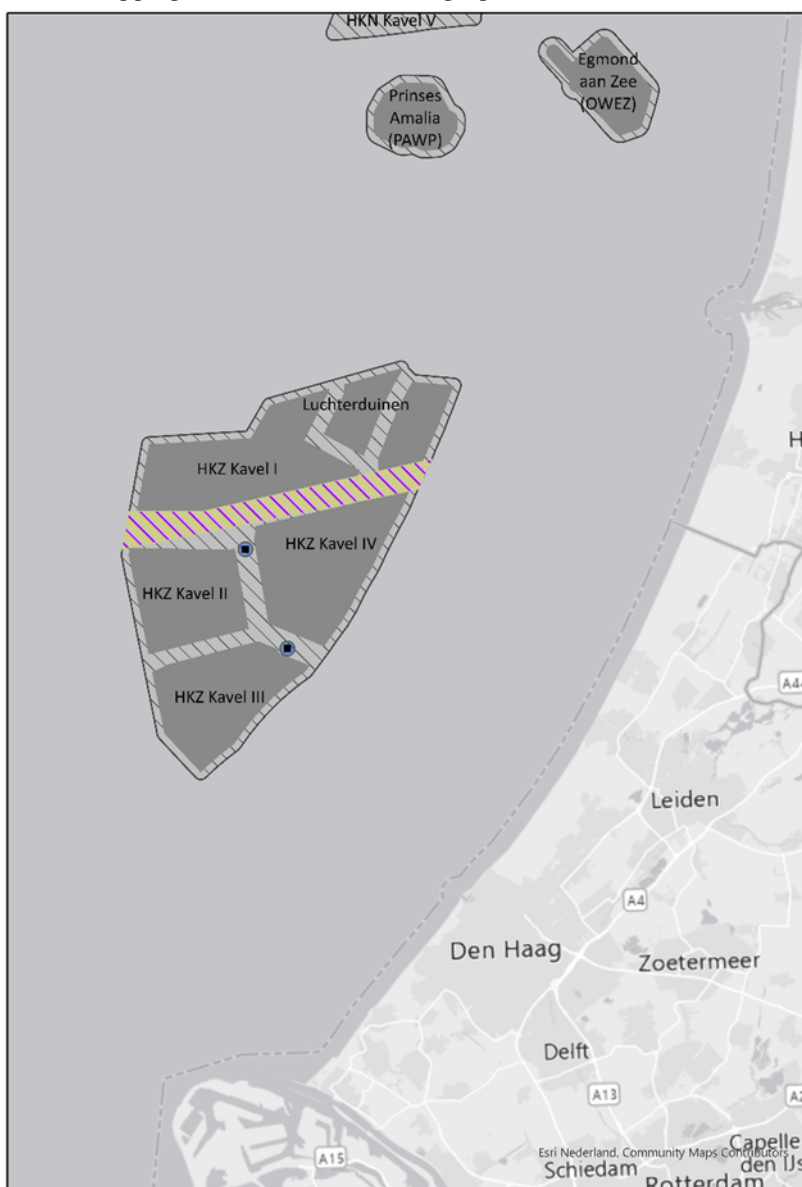 HKN Kavel V
Egmond
aan Zee
(OWEZ)
Prinses
Amalia
(PAWP)
Luchterduinen
HKZ Kavel I
HKZ Kavel IV
HKZ Kavel II
HKZ Kavel III
H
A4
Leiden
A4
Den Haag
Zoetermeer
Delft
A13
A2
A15
Esri Nederland, Community Maps Contributors
Capelle
den IJs
Schiedam
Rotterdam